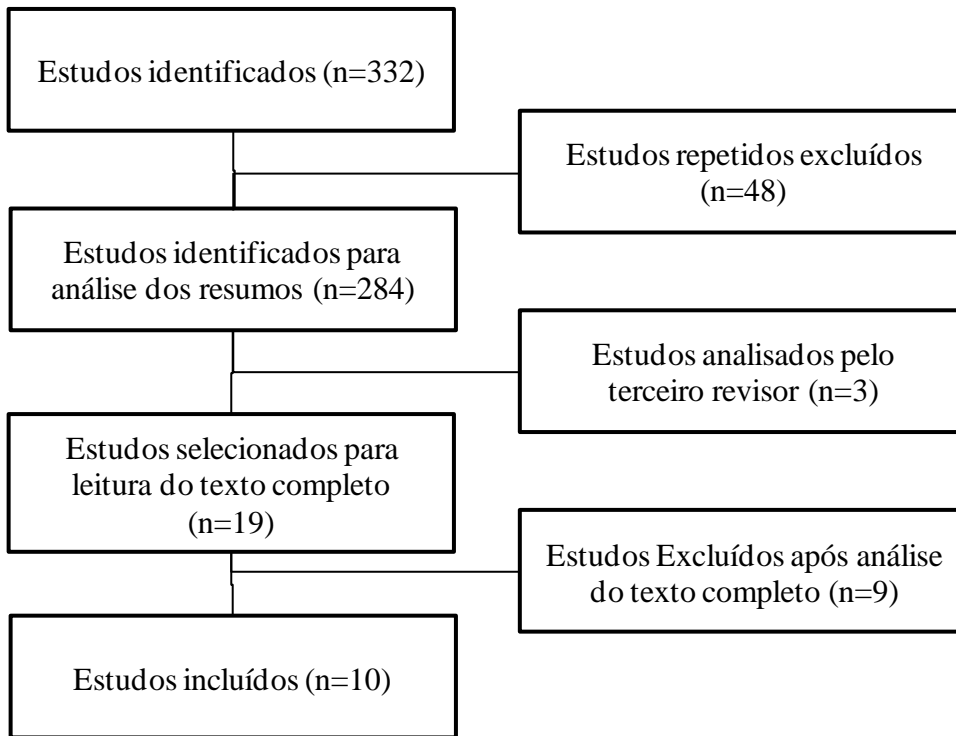 Estudos identificados (n=332)
Estudos repetidos excluídos
(n=48)
Estudos identificados para
análise dos resumos (n=284)
Estudos analisados pelo
terceiro revisor (n=3)
Estudos selecionados para
leitura do texto completo
(n=19)
Estudos Excluídos após análise
do texto completo (n=9)
Estudos incluídos (n=10)